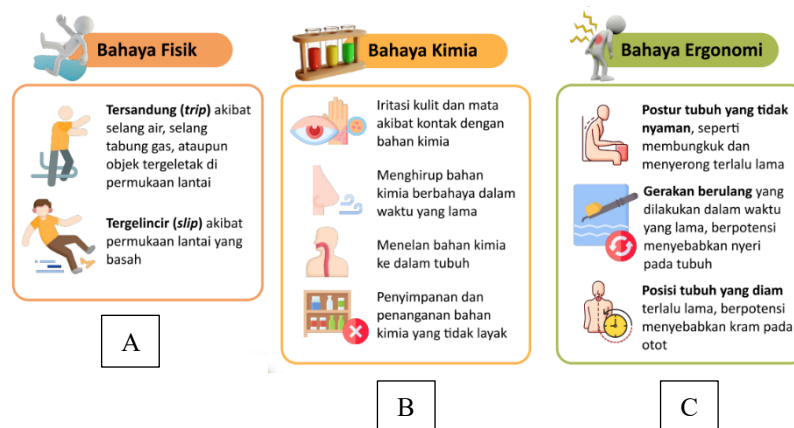 Bahaya Fisik
Tersandung (trip) akibat
selang air, selang
tabung gas, ataupun
objek tergeletak di
permukaan lantai
Tergelincir (slip) akibat
permukaan lantai yang
basah
A
Bahaya Kimia
Iritasi kulit dan mata
akibat kontak dengan
bahan kimia
Menghirup bahan
kimia berbahaya dalam
waktu yang lama
Menelan bahan kimia
ke dalam tubuh
Penyimpanan dan
penanganan bahan
kimia yang tidak layak
B
Bahaya Ergonomi
Postur tubuh yang tidak
nyaman, seperti
membungkuk dan
menyerong terlalu lama
Gerakan berulang yang
dilakukan dalam waktu
yang lama, berpotensi
menyebabkan nyeri
pada tubuh
Posisi tubuh yang diam
terlalu lama, berpotensi
menyebabkan kram pada
otot
C